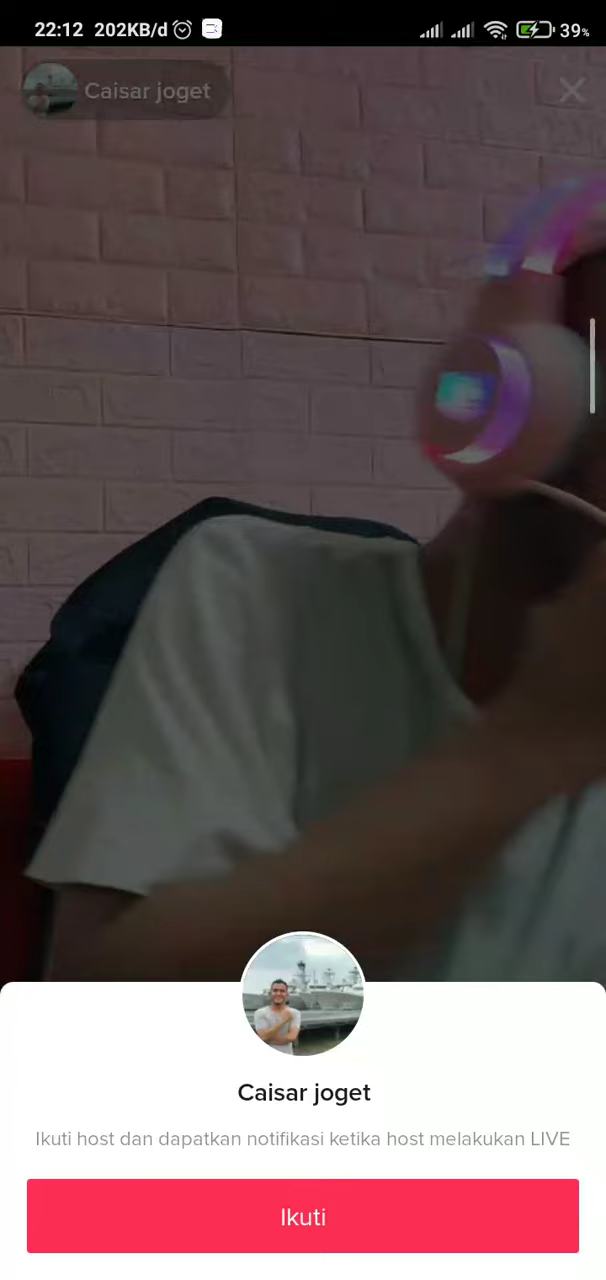 22:12 202KB/d 39%
Caisar joget
Caisar joget
Ikuti host dan dapatkan notifikasi ketika host melakukan LIVE
Ikuti